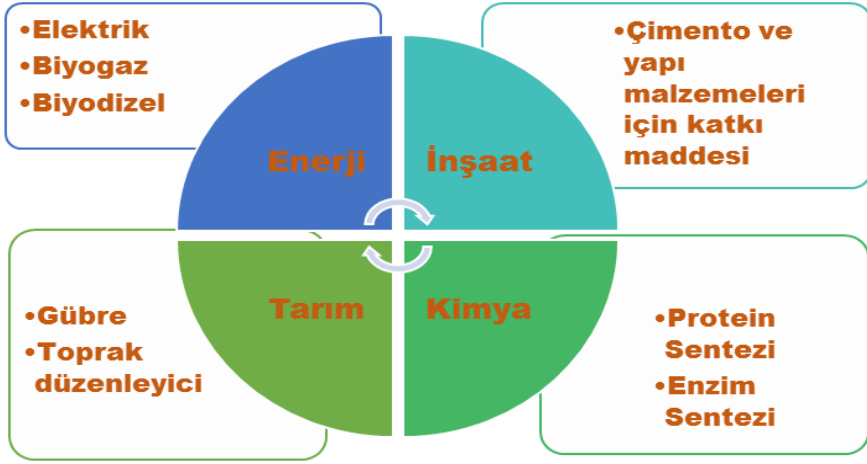 •Elektrik
•Biyogaz
•Biyodizel
•Çimento ve
yapı
malzemeleri
için katkı
maddesi
Enerji
İnşaat
Tarım
Kimya
•Gübre
•Toprak
düzenleyici
•Protein
Sentezi
•Enzim
Sentezi